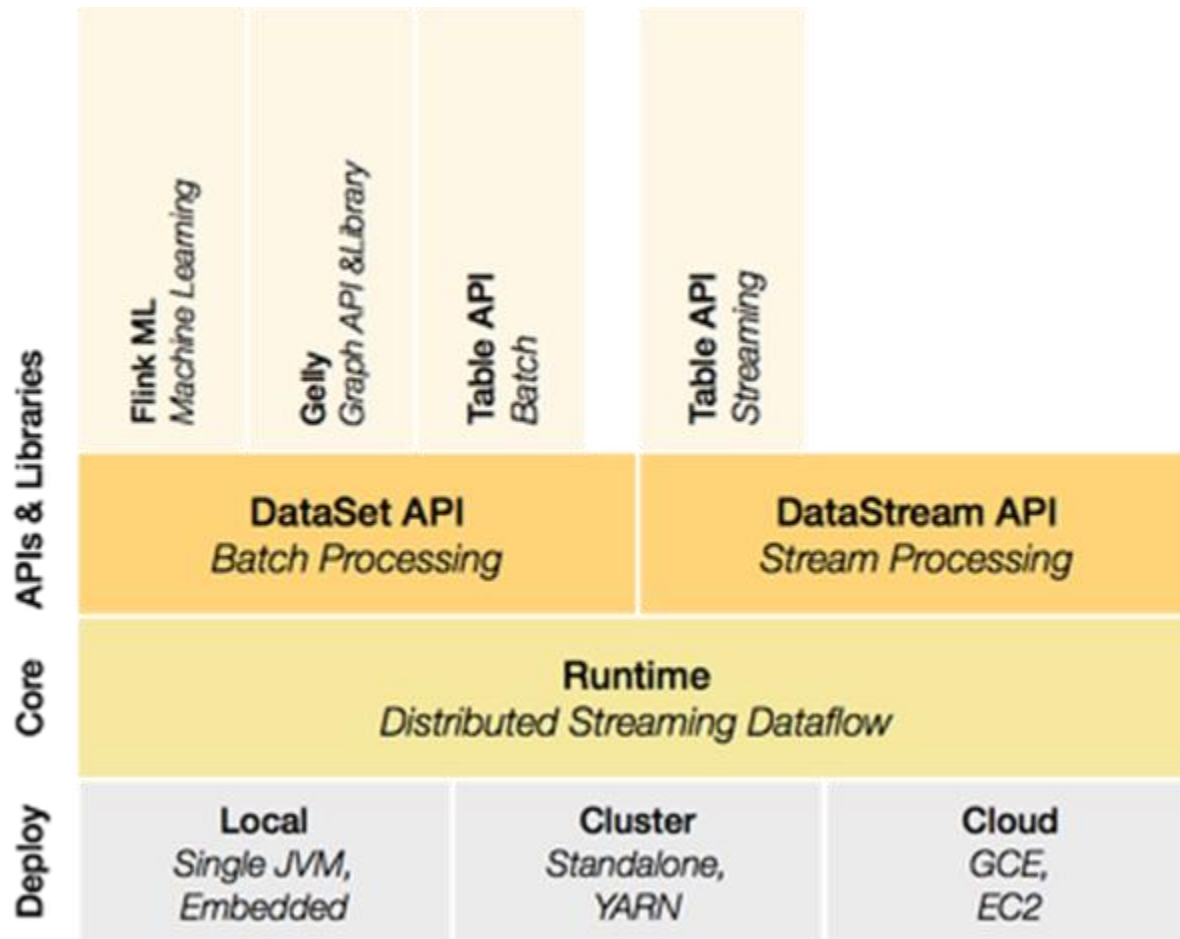 Flink ML
Machine Learning
Gelly
Graph API &Library
Table API
Batch
Table API
Streaming
APIs & Libraries
DataSet API
Batch Processing
DataStream API
Stream Processing
Core
Runtime
Distributed Streaming Dataflow
Deploy
Local
Single JVM,
Embedded
Cluster
Standalone,
YARN
Cloud
GCE,
EC2